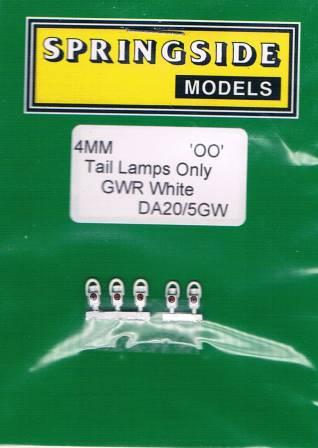 SPRINGSIDE
MODELS
4MM 'OO'
Tail Lamps Only
GWR White
DA20/5GW